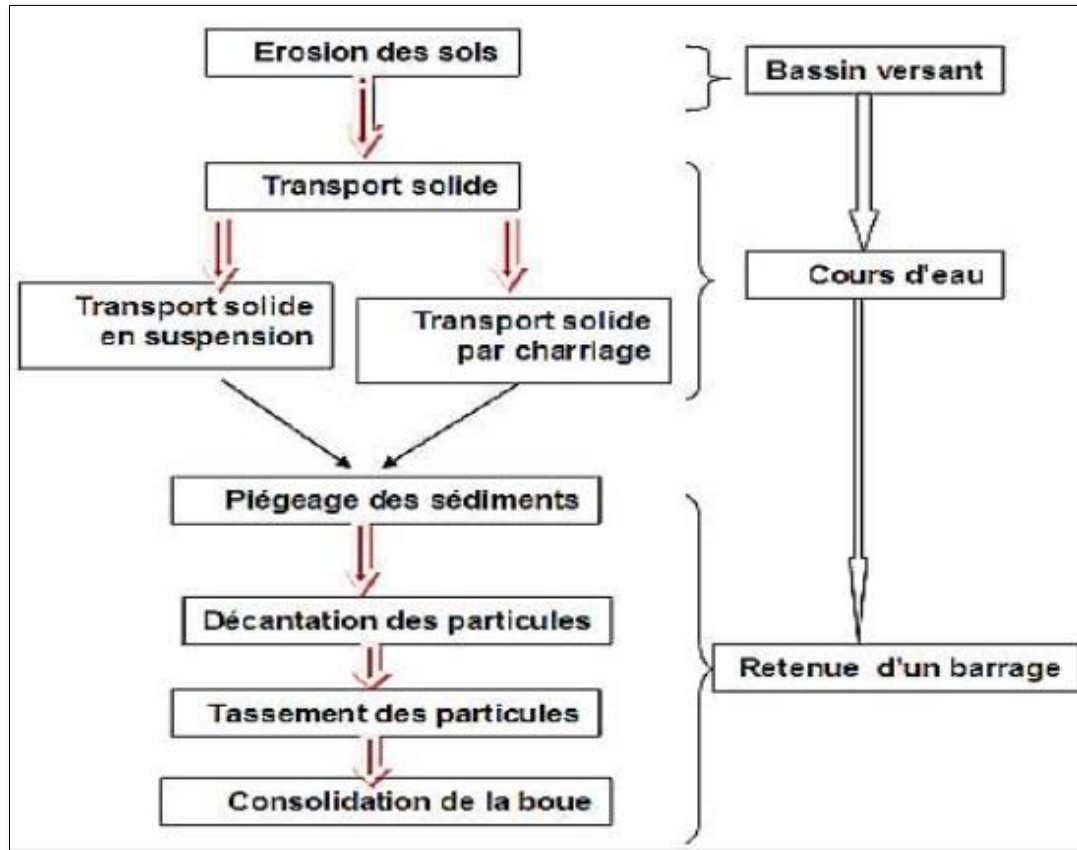 Erosion des sols
Bassin versant
Transport solide
Cours d'eau
Transport solide
en suspension
Transport solide
par charriage
Piégeage des sédiments
Décantation des particules
Retenue d'un barrage
Tassement des particules
Consolidation de la boue